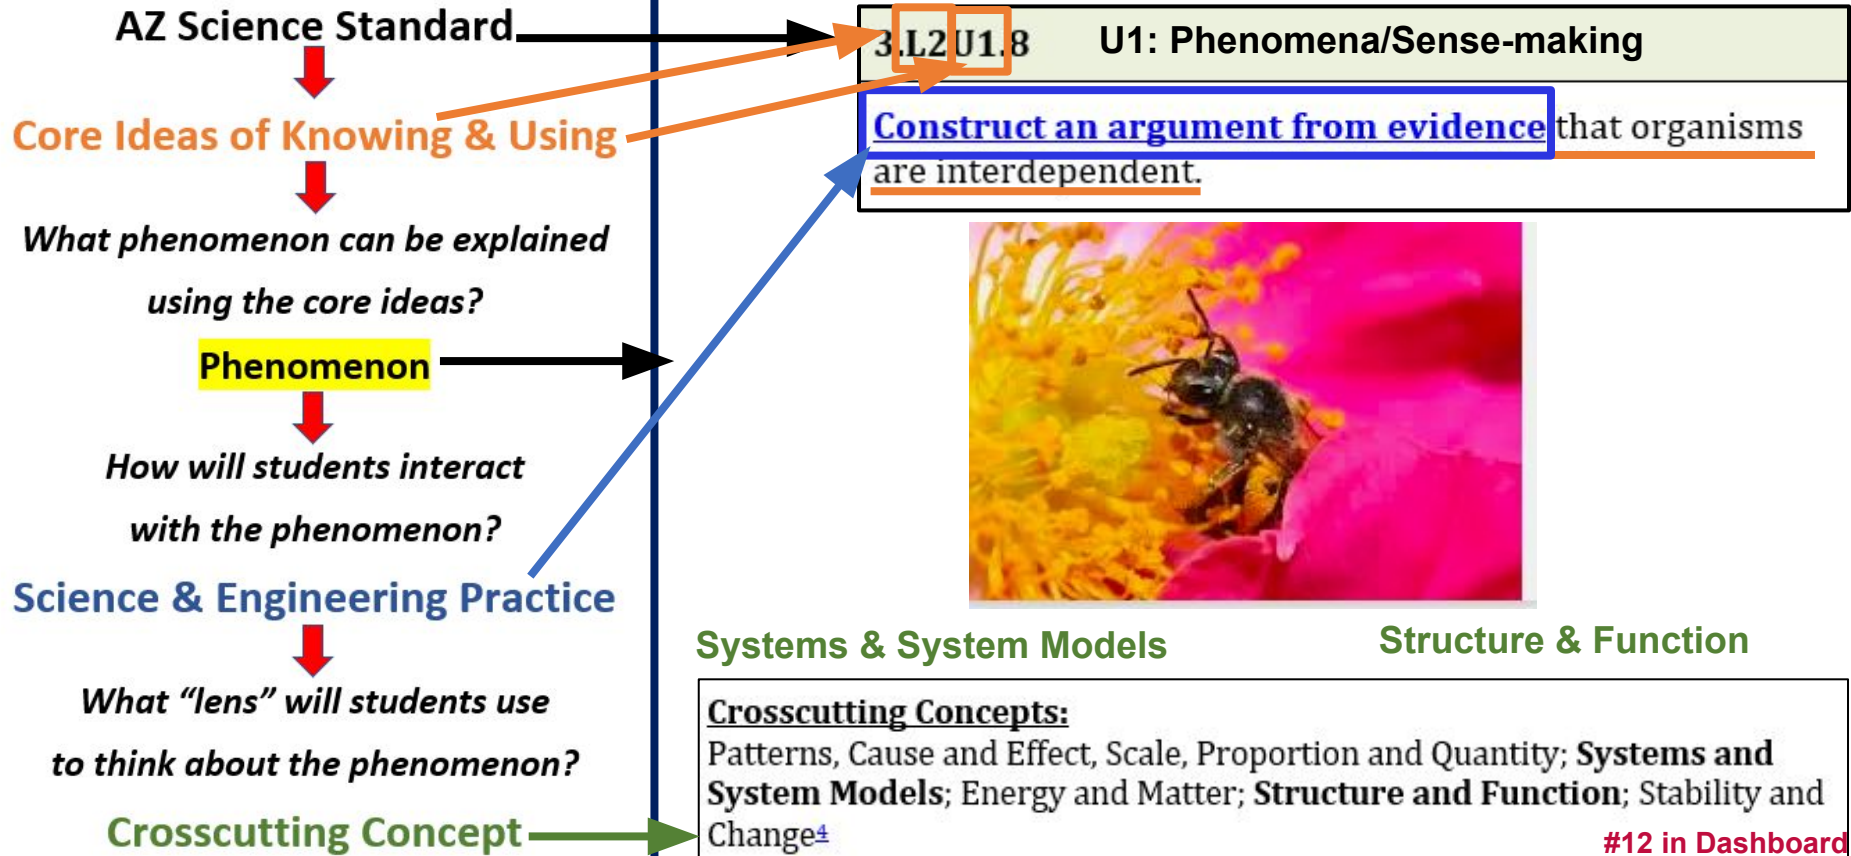 AZ Science Standard
Core Ideas of Knowing & Using
What phenomenon can be explained
using the core ideas?
Phenomenon
How will students interact
with the phenomenon?
Science & Engineering Practice
What “lens” will students use
to think about the phenomenon?
Crosscutting Concept
3.L2U1.8 U1: Phenomena/Sense-making
Construct an argument from evidence that organisms
are interdependent.
Systems & System Models Structure & Function
Crosscutting Concepts:
Patterns, Cause and Effect, Scale, Proportion and Quantity; Systems and
System Models; Energy and Matter; Structure and Function; Stability and
Change4
#12 in Dashboard